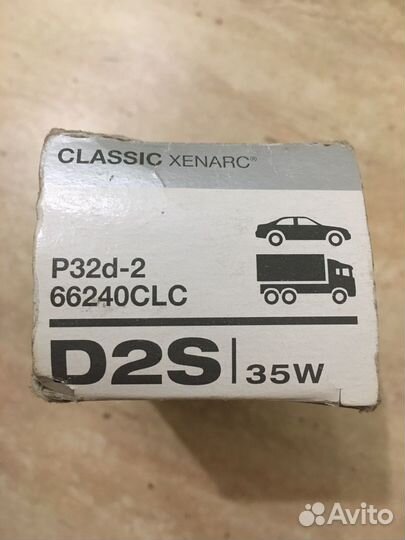 CLASSIC XENARC®
P32d-2
66240CLC
D2S 35W
Avito